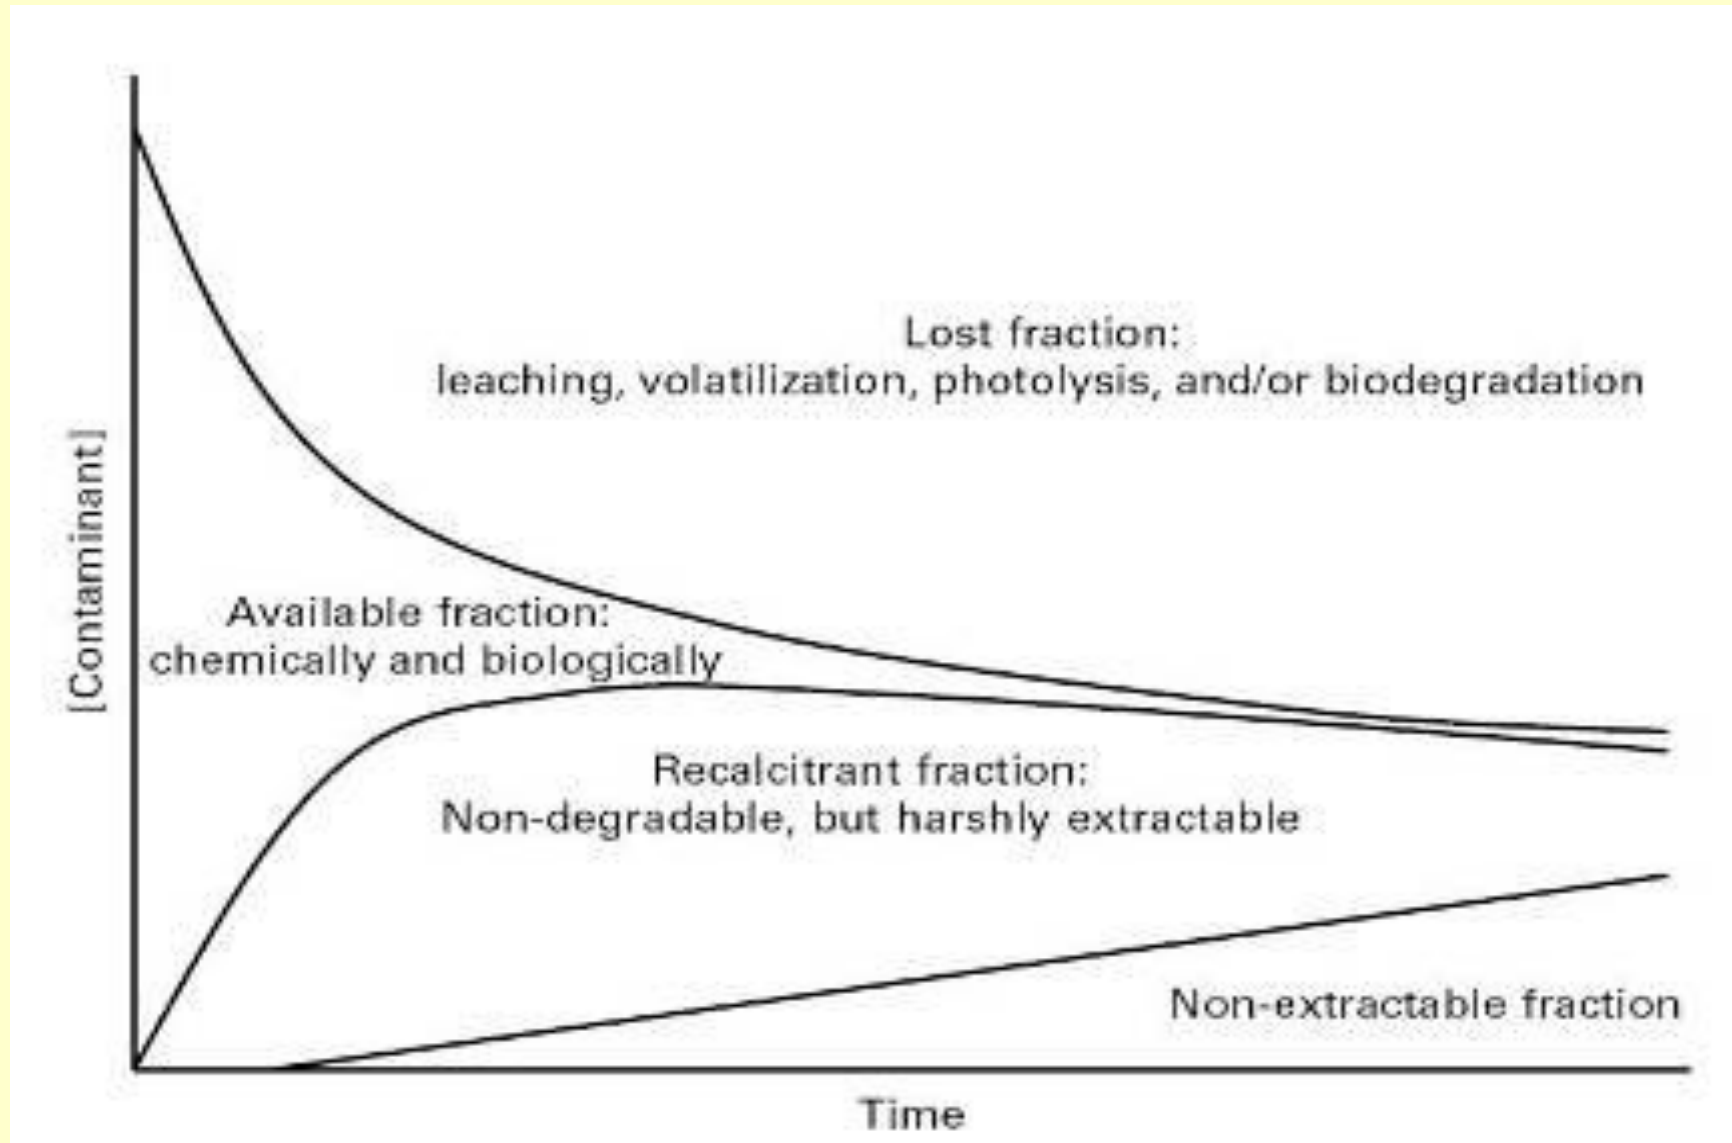 Lost fraction:
leaching, volatilization, photolysis, and/or biodegradation
[Contaminant]
Available fraction:
chemically and biologically
Recalcitrant fraction:
Non-degradable, but harshly extractable
Non-extractable fraction
Time